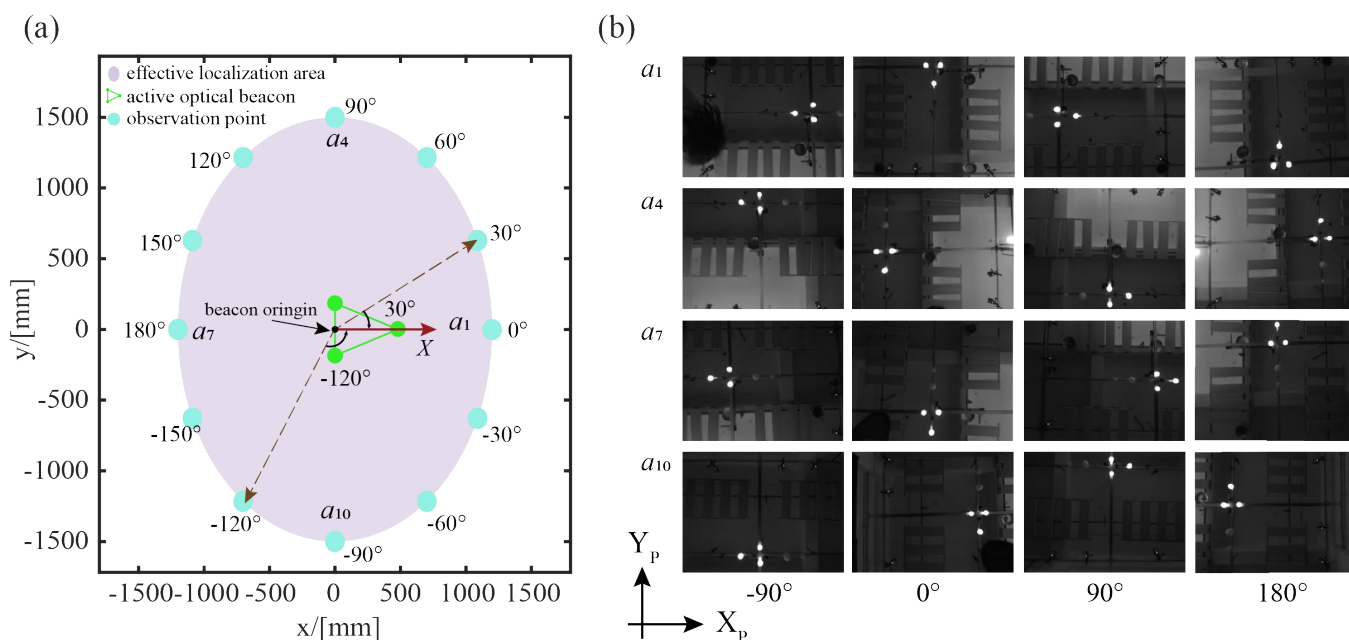 (a)
effective localization area
active optical beacon
observation point
1500
1000
500
0
-500
-1000
-1500
y/[mm]
90°
a4
120°
60°
150°
30°
beacon oringin
30°
180°
a7
a1
0°
X
-120°
-150°
-30°
-120°
a10
-60°
-90°
-1500
-1000
-500
0
500
1000
1500
x/[mm]
(b)
a1
a4
a7
a10
YP
XP
-90°
0°
90°
180°